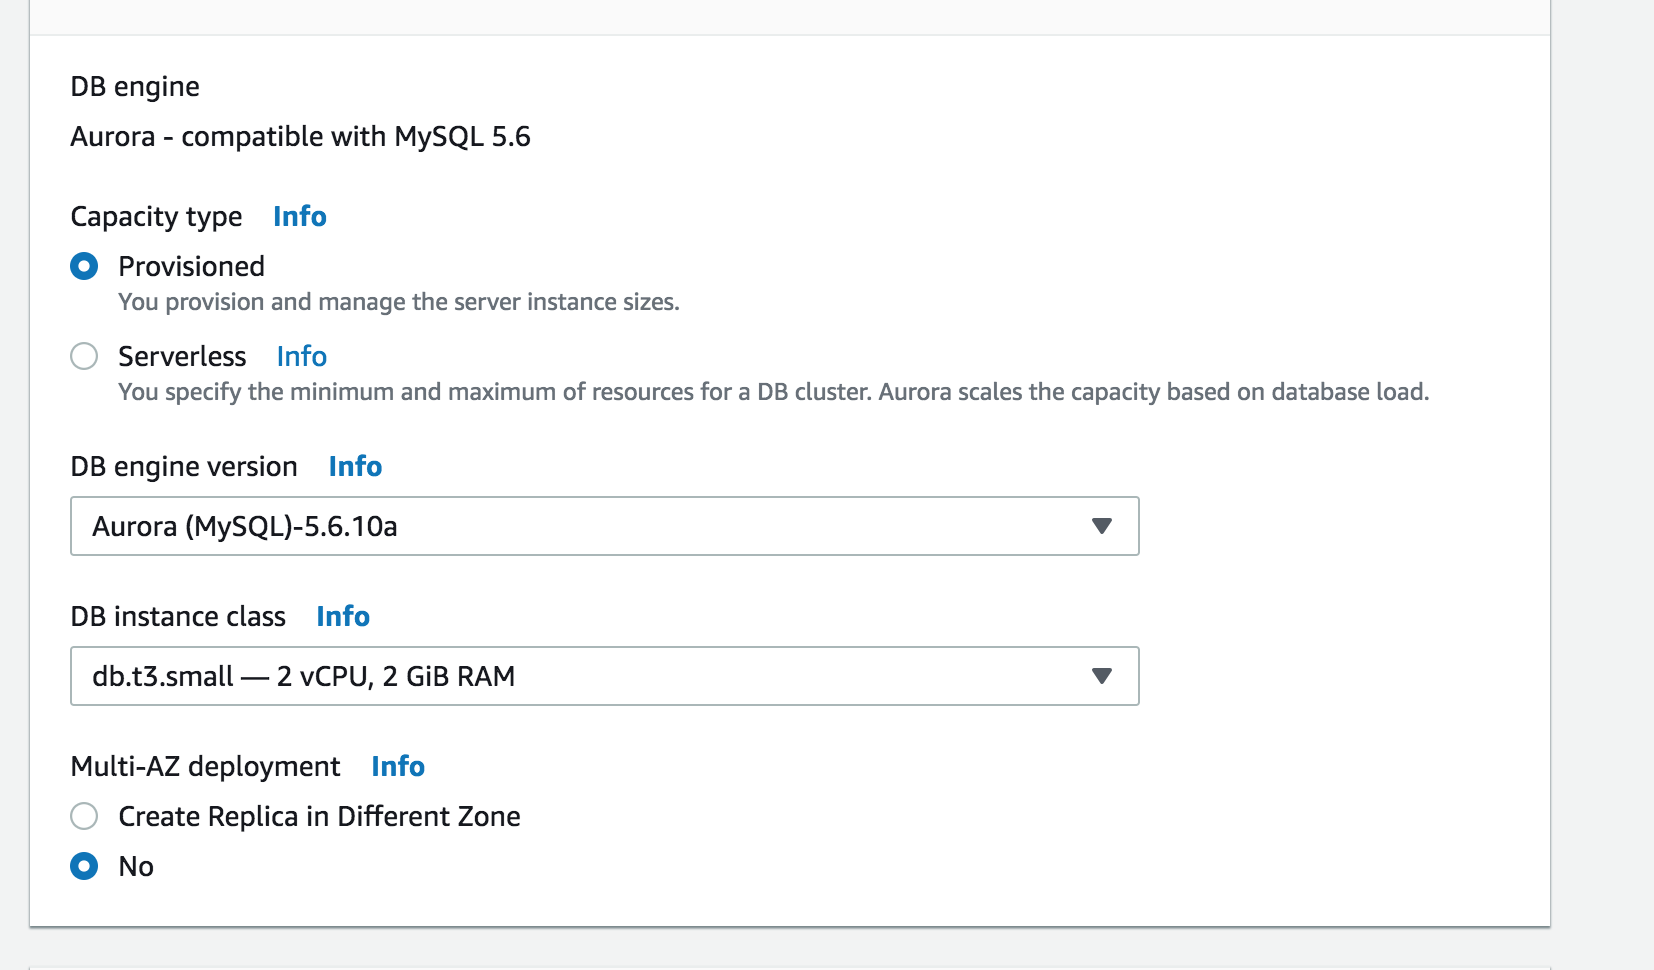 DB engine
Aurora - compatible with MySQL 5.6
Capacity type Info
Provisioned
You provision and manage the server instance sizes.
Serverless Info
You specify the minimum and maximum of resources for a DB cluster. Aurora scales the capacity based on database load.
DB engine version Info
Aurora (MySQL)-5.6.10a
DB instance class Info
db.t3.small — 2 vCPU, 2 GiB RAM
Multi-AZ deployment Info
Create Replica in Different Zone
No